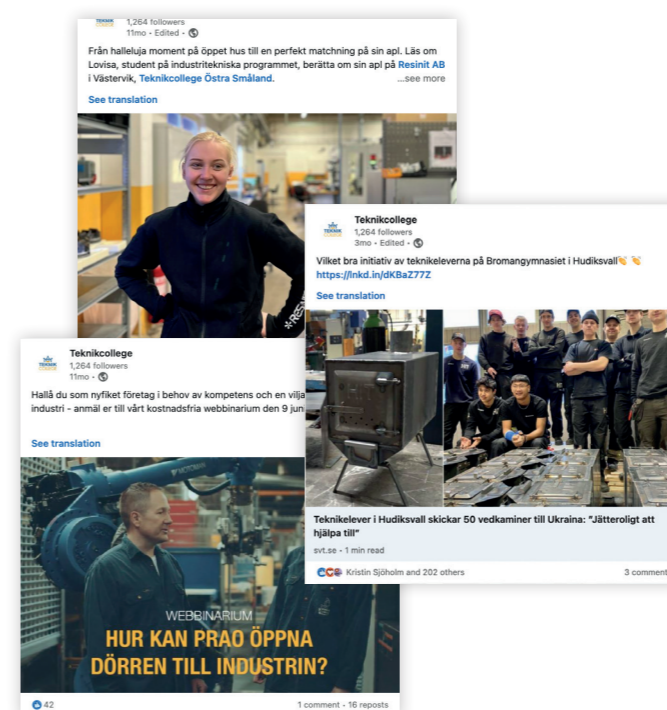 TEKNIK
1,264 followers
11mo • Edited •
Från halleluja moment på öppet hus till en perfekt matchning på sin apl. Läs om
Lovisa, student på industritekniska programmet, berätta om sin apl på Resinit AB
i Västervik, Teknikcollege Östra Småland. ...see more
See translation
Teknikcollege
TEKNIK
1,264 followers
3mo • Edited •
Vilket bra initiativ av teknikeleverna på Bromangymnasiet i Hudiksvall👏 👏
https://lnkd.in/dKBaZ77Z
See translation
Teknikelever i Hudiksvall skickar 50 vedkaminer till Ukraina: "Jätteroligt att
hjälpa till"
svt.se • 1 min read
Kristin Sjöholm and 202 others 3 comment
Teknikcollege
TEKNIK
1,264 followers
11mo •
Hallå du som nyfiket företag i behov av kompetens och en vilja
industri - anmäl er till vårt kostnadsfria webbinarium den 9 jun
See translation
WEBBINARIUM
HUR KAN PRAO ÖPPNA
DÖRREN TILL INDUSTRIN?
42 1 comment • 16 reposts